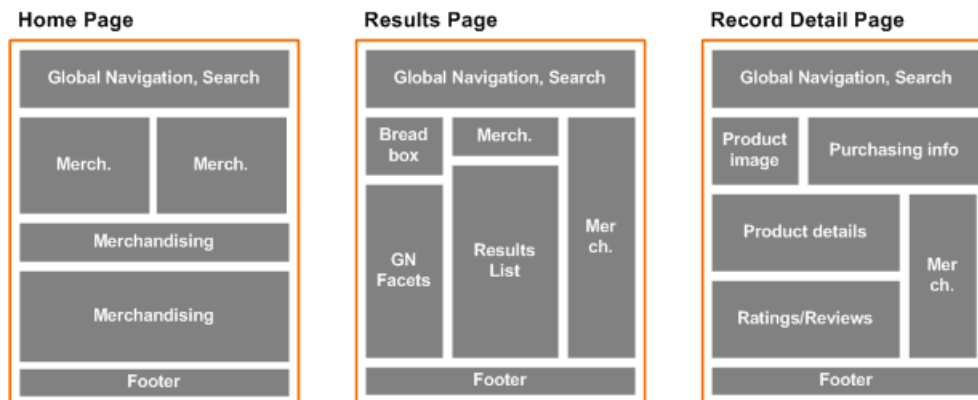 Home Page
Global Navigation, Search
Merch.
Merch.
Merchandising
Merchandising
Footer
Results Page
Global Navigation, Search
Bread
box
Merch.
Mer
ch.
GN
Facets
Results
List
Footer
Record Detail Page
Global Navigation, Search
Product
image
Purchasing info
Product details
Mer
ch.
Ratings/Reviews
Footer